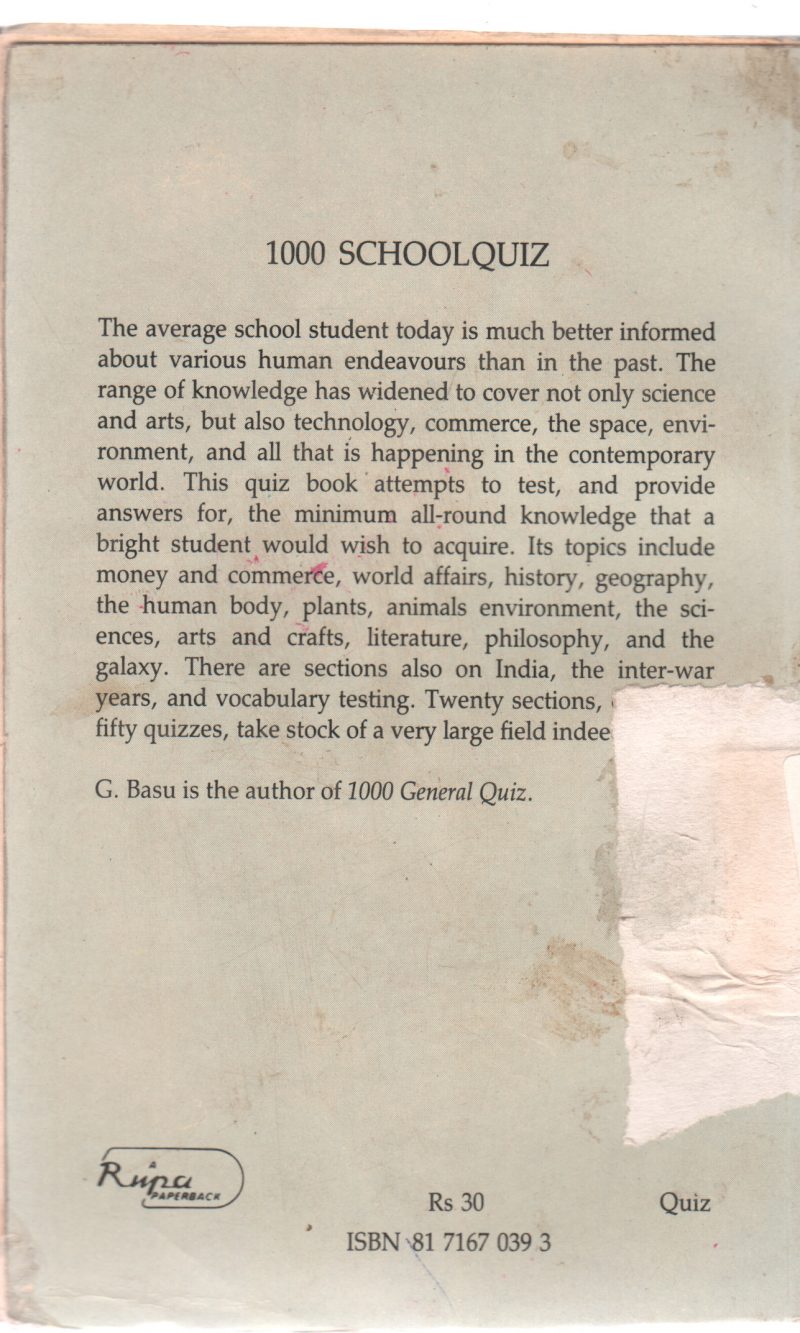 1000 SCHOOLQUIZ
The average school student today is much better informed
about various human endeavours than in the past. The
range of knowledge has widened to cover not only science
and arts, but also technology, commerce, the space, envi-
ronment, and all that is happening in the contemporary
world. This quiz book attempts to test, and provide
answers for, the minimum all-round knowledge that a
bright student would wish to acquire. Its topics include
money and commerce, world affairs, history, geography,
the human body, plants, animals environment, the sci-
ences, arts and crafts, literature, philosophy, and the
galaxy. There are sections also on India, the inter-war
years, and vocabulary testing. Twenty sections,
fifty quizzes, take stock of a very large field indee
G. Basu is the author of 1000 General Quiz.
Rupa
PAPERBACK
Rs 30 Quiz
ISBN 81 7167 039 3